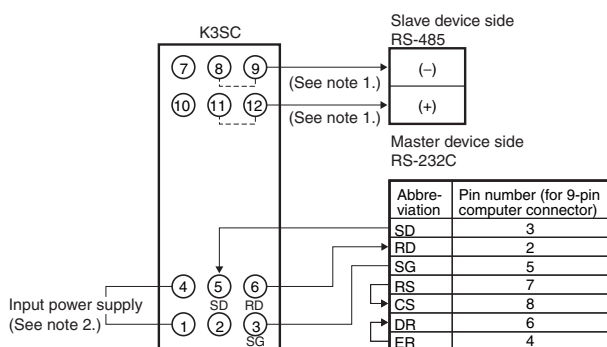 Slave device side
RS-485
K3SC
7 8 9
(−)
(See note 1.)
10 11 12
(+)
(See note 1.)
Master device side
RS-232C
Abbre-
viation
Pin number (for 9-pin
computer connector)
SD 3
RD 2
SG 5
RS 7
CS 8
DR 6
ER 4
4 5 6
SD RD
Input power supply
(See note 2.)
1 2 3
SG